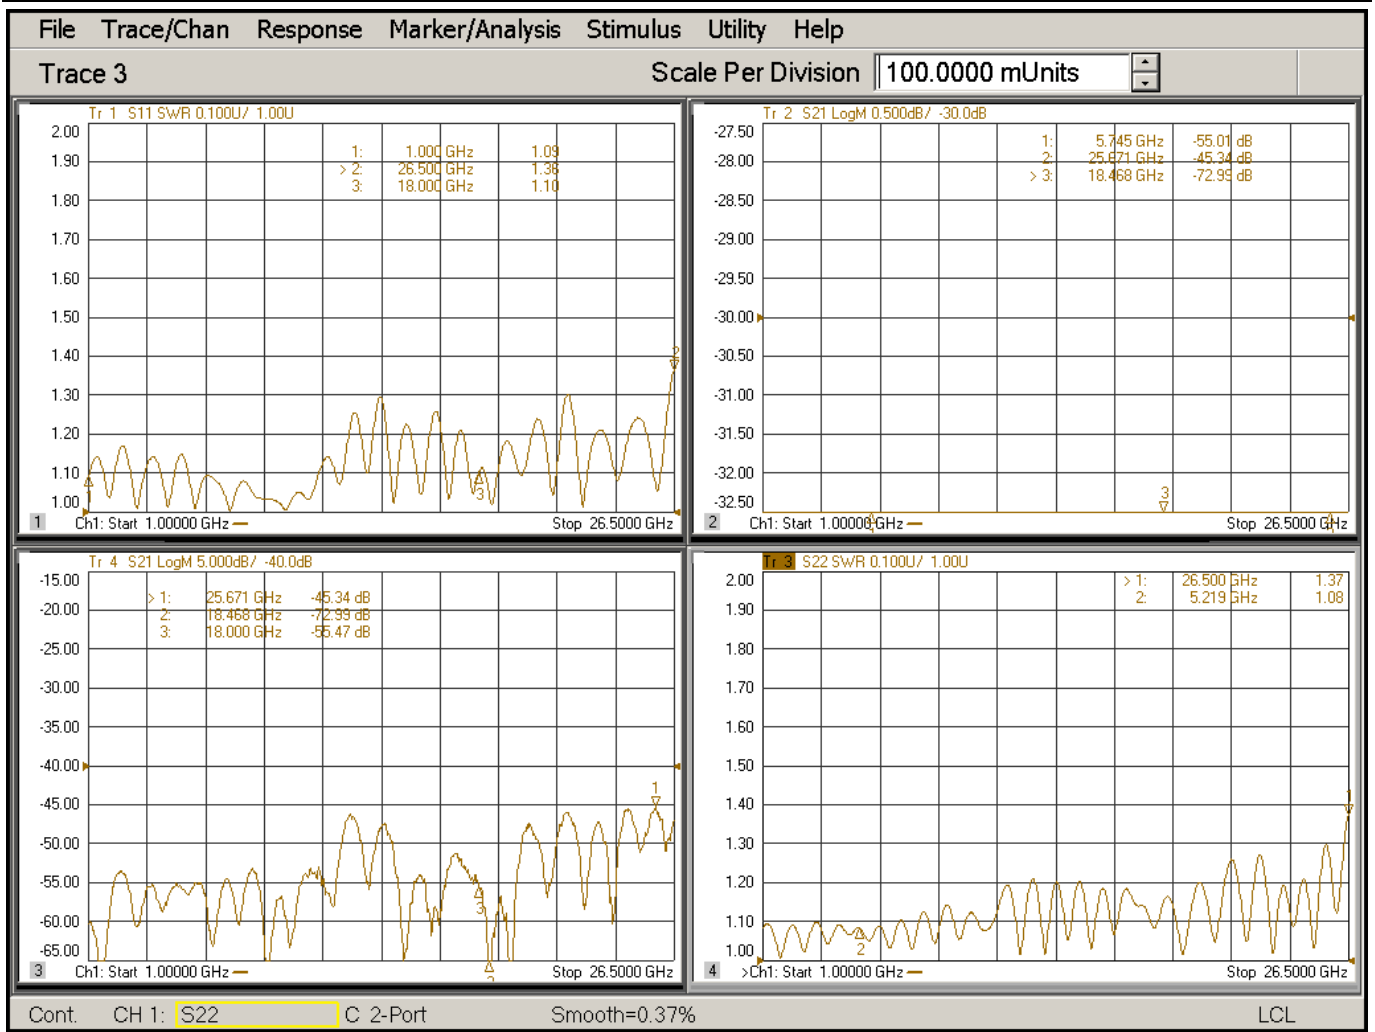 File Trace/Chan Response Marker/Analysis Stimulus Utility Help
Trace 3 Scale Per Division 100.0000 mUnits
Tr 1 S11 SWR 0.100U/ 1.00U
2.00
1.90
1.80
1.70
1.60
1.50
1.40
1.30
1.20
1.10
1.00
1: 1.000 GHz 1.09
> 2: 26.500 GHz 1.36
3: 18.000 GHz 1.10
2
3
1 Ch1: Start 1.00000 GHz Stop 26.5000 GHz
Tr 2 S21 LogM 0.500dB/ -30.0dB
-27.50
-28.00
-28.50
-29.00
-29.50
-30.00
-30.50
-31.00
-31.50
-32.00
-32.50
1: 5.745 GHz -55.01 dB
2: 25.671 GHz -45.34 dB
> 3: 18.468 GHz -72.99 dB
3
2 Ch1: Start 1.00000 GHz Stop 26.5000 GHz
Tr 4 S21 LogM 5.000dB/ -40.0dB
-15.00
-20.00
-25.00
-30.00
-35.00
-40.00
-45.00
-50.00
-55.00
-60.00
-65.00
> 1: 25.671 GHz -45.34 dB
2: 18.468 GHz -72.99 dB
3: 18.000 GHz -55.47 dB
1
3
2
3 Ch1: Start 1.00000 GHz Stop 26.5000 GHz
Tr 3 S22 SWR 0.100U/ 1.00U
2.00
1.90
1.80
1.70
1.60
1.50
1.40
1.30
1.20
1.10
1.00
> 1: 26.500 GHz 1.37
2: 5.219 GHz 1.08
1
2
4 >Ch1: Start 1.00000 GHz Stop 26.5000 GHz
Cont. CH 1: S22 C 2-Port Smooth=0.37% LCL